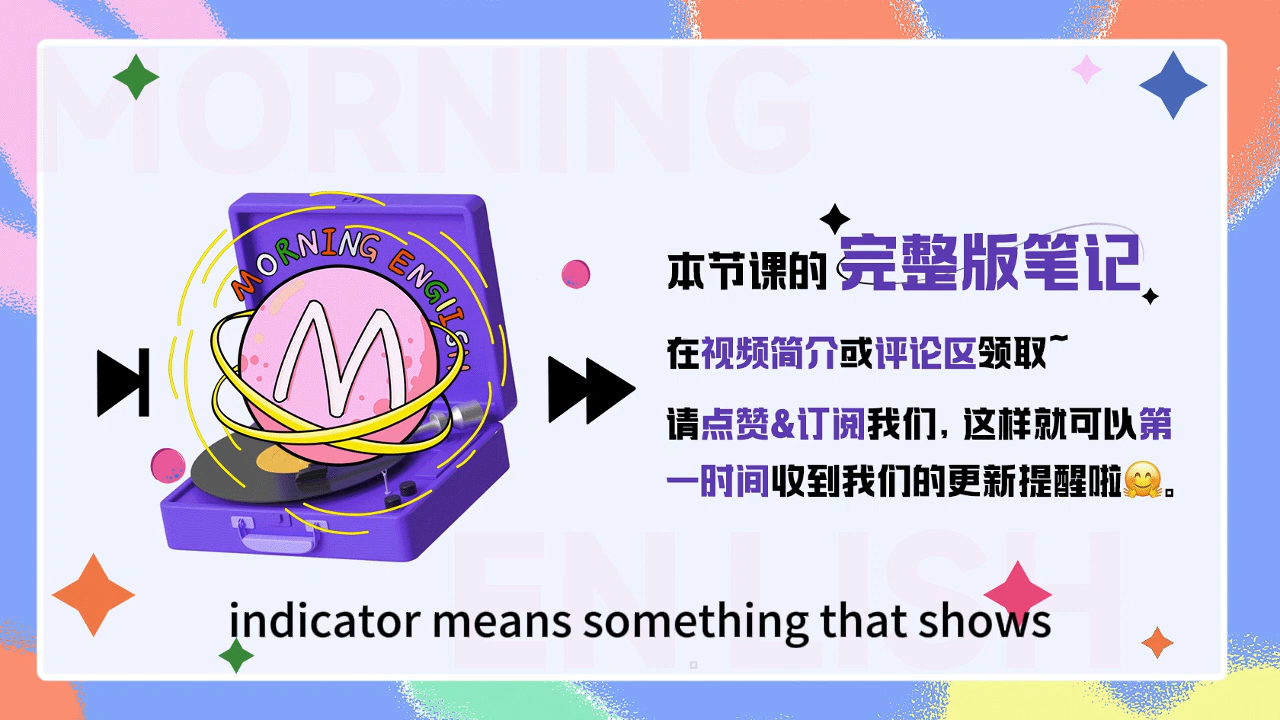 MORNING
MORNING ENGLISH
M
本节课的 完整版笔记
在视频简介或评论区领取~
请点赞&订阅我们, 这样就可以第
一时间收到我们的更新提醒啦🤗。
EN LISH
indicator means something that shows